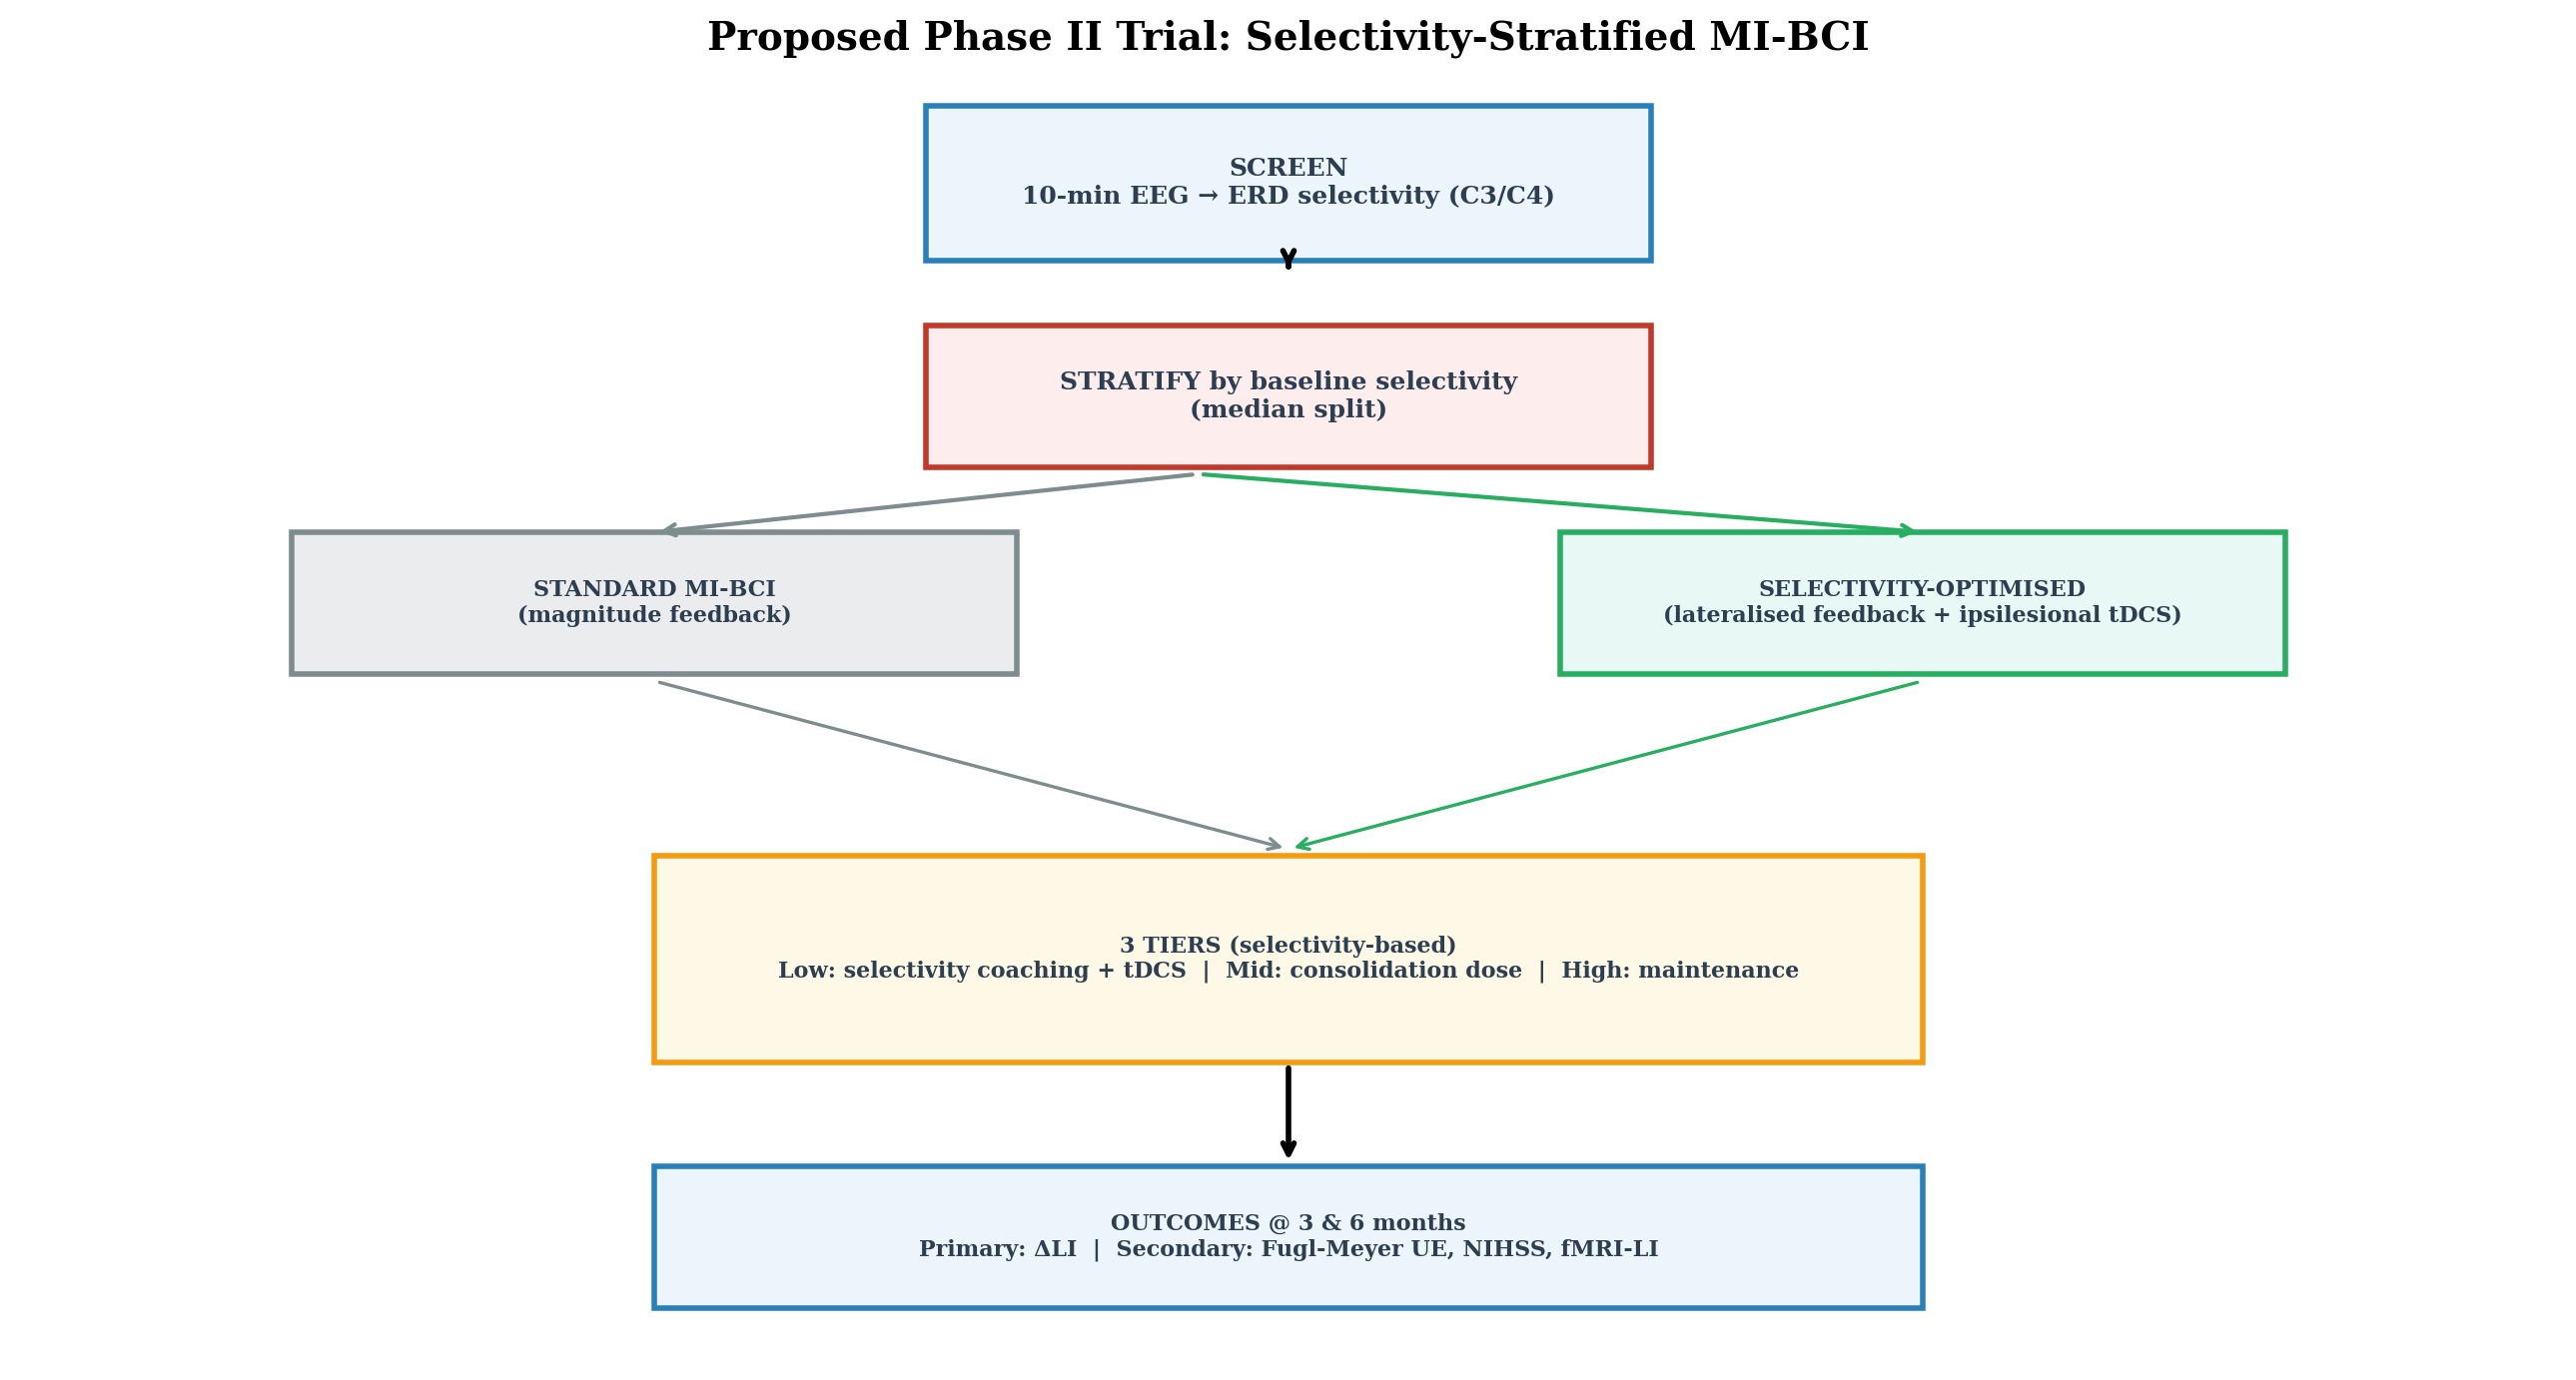 Proposed Phase II Trial: Selectivity-Stratified MI-BCI
SCREEN
10-min EEG → ERD selectivity (C3/C4)
STRATIFY by baseline selectivity
(median split)
STANDARD MI-BCI
(magnitude feedback)
SELECTIVITY-OPTIMISED
(lateralised feedback + ipsilesional tDCS)
3 TIERS (selectivity-based)
Low: selectivity coaching + tDCS | Mid: consolidation dose | High: maintenance
OUTCOMES @ 3 & 6 months
Primary: ΔLI | Secondary: Fugl-Meyer UE, NIHSS, fMRI-LI